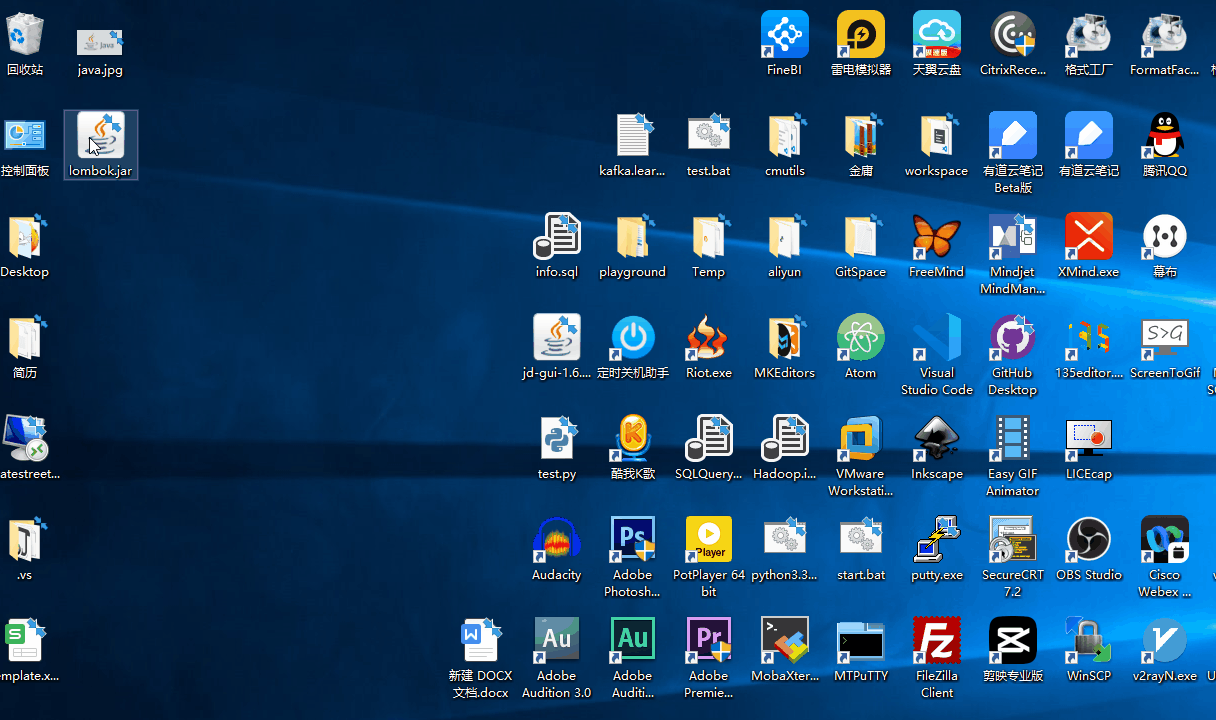 回收站
java.jpg
FineBI
雷电模拟器
天翼云盘
CitrixRece...
格式工厂
FormatFac...
控制面板
lombok.jar
kafka.lear...
test.bat
cmutils
金庸
workspace
有道云笔记
Beta版
有道云笔记
腾讯QQ
Desktop
info.sql
playground
Temp
aliyun
GitSpace
FreeMind
Mindjet
MindMan...
XMind.exe
幕布
简历
jd-gui-1.6....
定时关机助手
Riot.exe
MKEditors
Atom
Visual
Studio Code
GitHub
Desktop
135editor....
S>G
ScreenToGif
atestreet...
test.py
酷我K歌
SQLQuery...
Hadoop.i...
VMware
Workstati...
Inkscape
Easy GIF
Animator
LICEcap
.vs
Audacity
Ps
Adobe
Photosh...
Player
PotPlayer 64
bit
python3.3...
start.bat
putty.exe
SecureCRT
7.2
OBS Studio
Cisco
Webex ...
S
emplate.x...
W
新建 DOCX
文档.docx
Au
Adobe
Audition 3.0
Au
Adobe
Auditi...
Pr
Adobe
Premie...
MobaXter...
MTPuTTY
Fz
FileZilla
Client
剪映专业版
WinSCP
V
v2rayN.exe